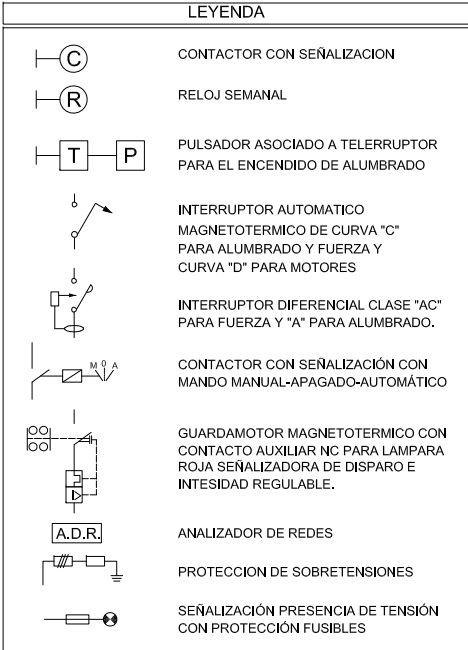 LEYENDA
C CONTACTOR CON SEÑALIZACION
R RELOJ SEMANAL
T P PULSADOR ASOCIADO A TELERRUPTOR
PARA EL ENCENDIDO DE ALUMBRADO
INTERRUPTOR AUTOMATICO
MAGNETOTERMICO DE CURVA "C"
PARA ALUMBRADO Y FUERZA Y
CURVA "D" PARA MOTORES
INTERRUPTOR DIFERENCIAL CLASE "AC"
PARA FUERZA Y "A" PARA ALUMBRADO.
M 0 A CONTACTOR CON SEÑALIZACIÓN CON
MANDO MANUAL-APAGADO-AUTOMÁTICO
GUARDAMOTOR MAGNETOTERMICO CON
CONTACTO AUXILIAR NC PARA LAMPARA
ROJA SEÑALIZADORA DE DISPARO E
INTESIDAD REGULABLE.
A.D.R. ANALIZADOR DE REDES
PROTECCION DE SOBRETENSIONES
SEÑALIZACIÓN PRESENCIA DE TENSIÓN
CON PROTECCIÓN FUSIBLES